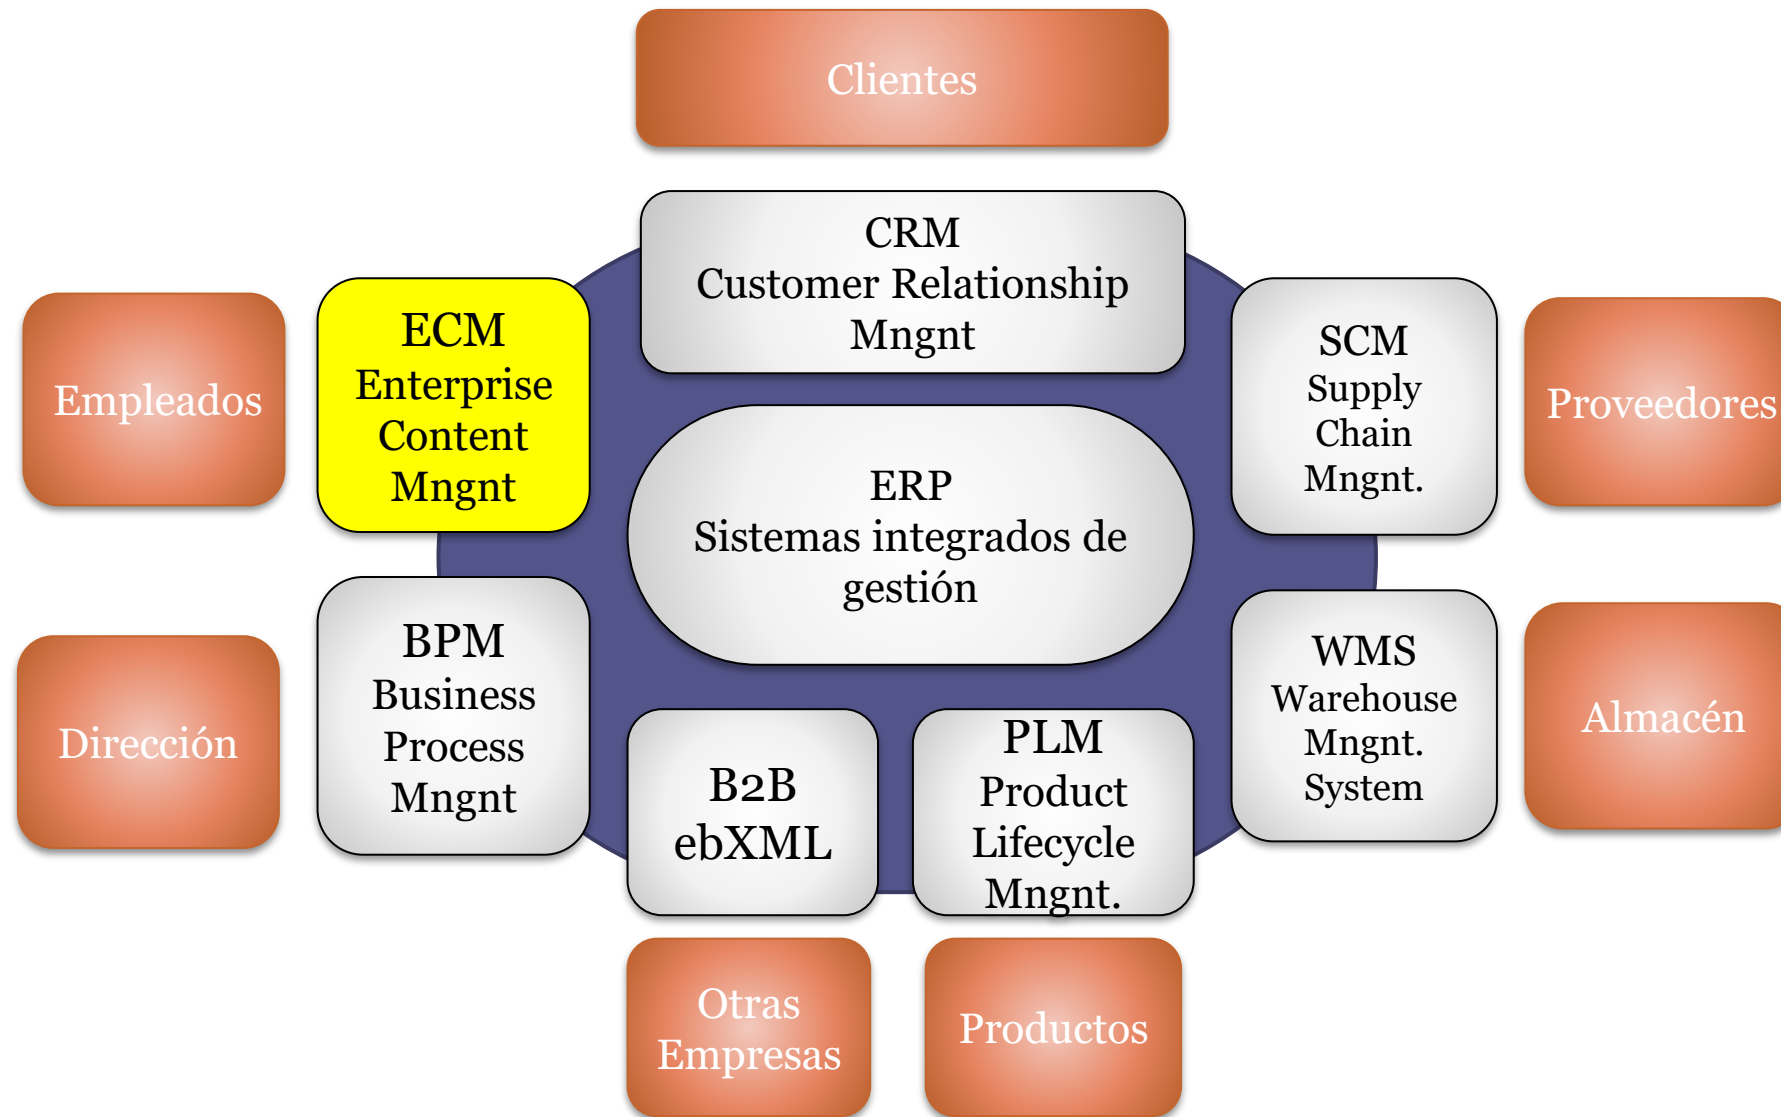 Clientes
CRM
Customer Relationship
Mngnt
ECM
Enterprise
Content
Mngnt
SCM
Supply
Chain
Mngnt.
Empleados
Proveedores
ERP
Sistemas integrados de
gestión
BPM
Business
Process
Mngnt
WMS
Warehouse
Mngnt.
System
Dirección
Almacén
B2B
ebXML
PLM
Product
Lifecycle
Mngnt.
Otras
Empresas
Productos